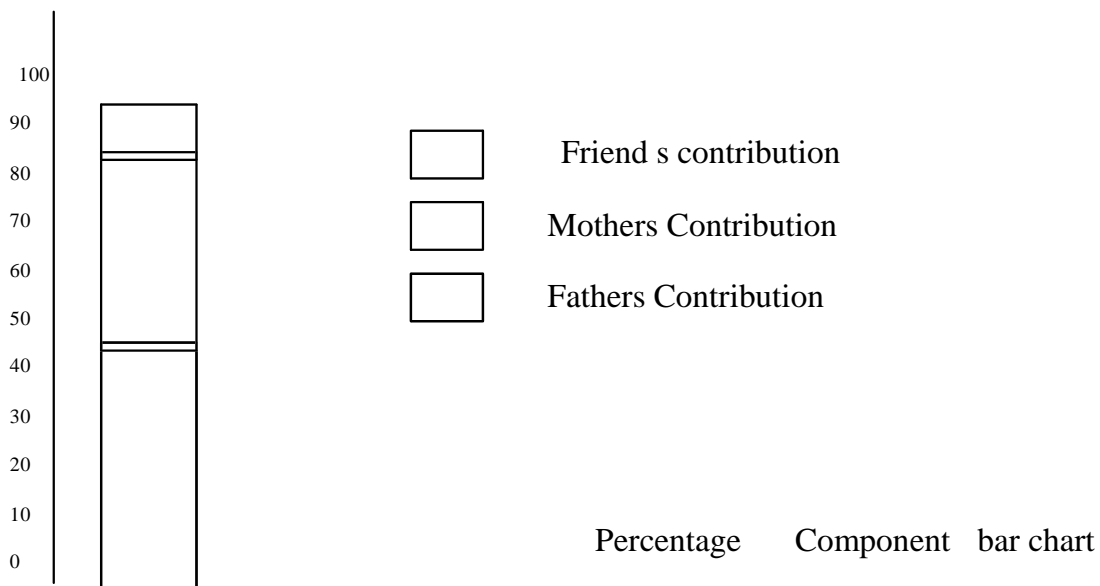 100
90
80
70
60
50
40
30
20
10
0
Friend s contribution
Mothers Contribution
Fathers Contribution
Percentage Component bar chart